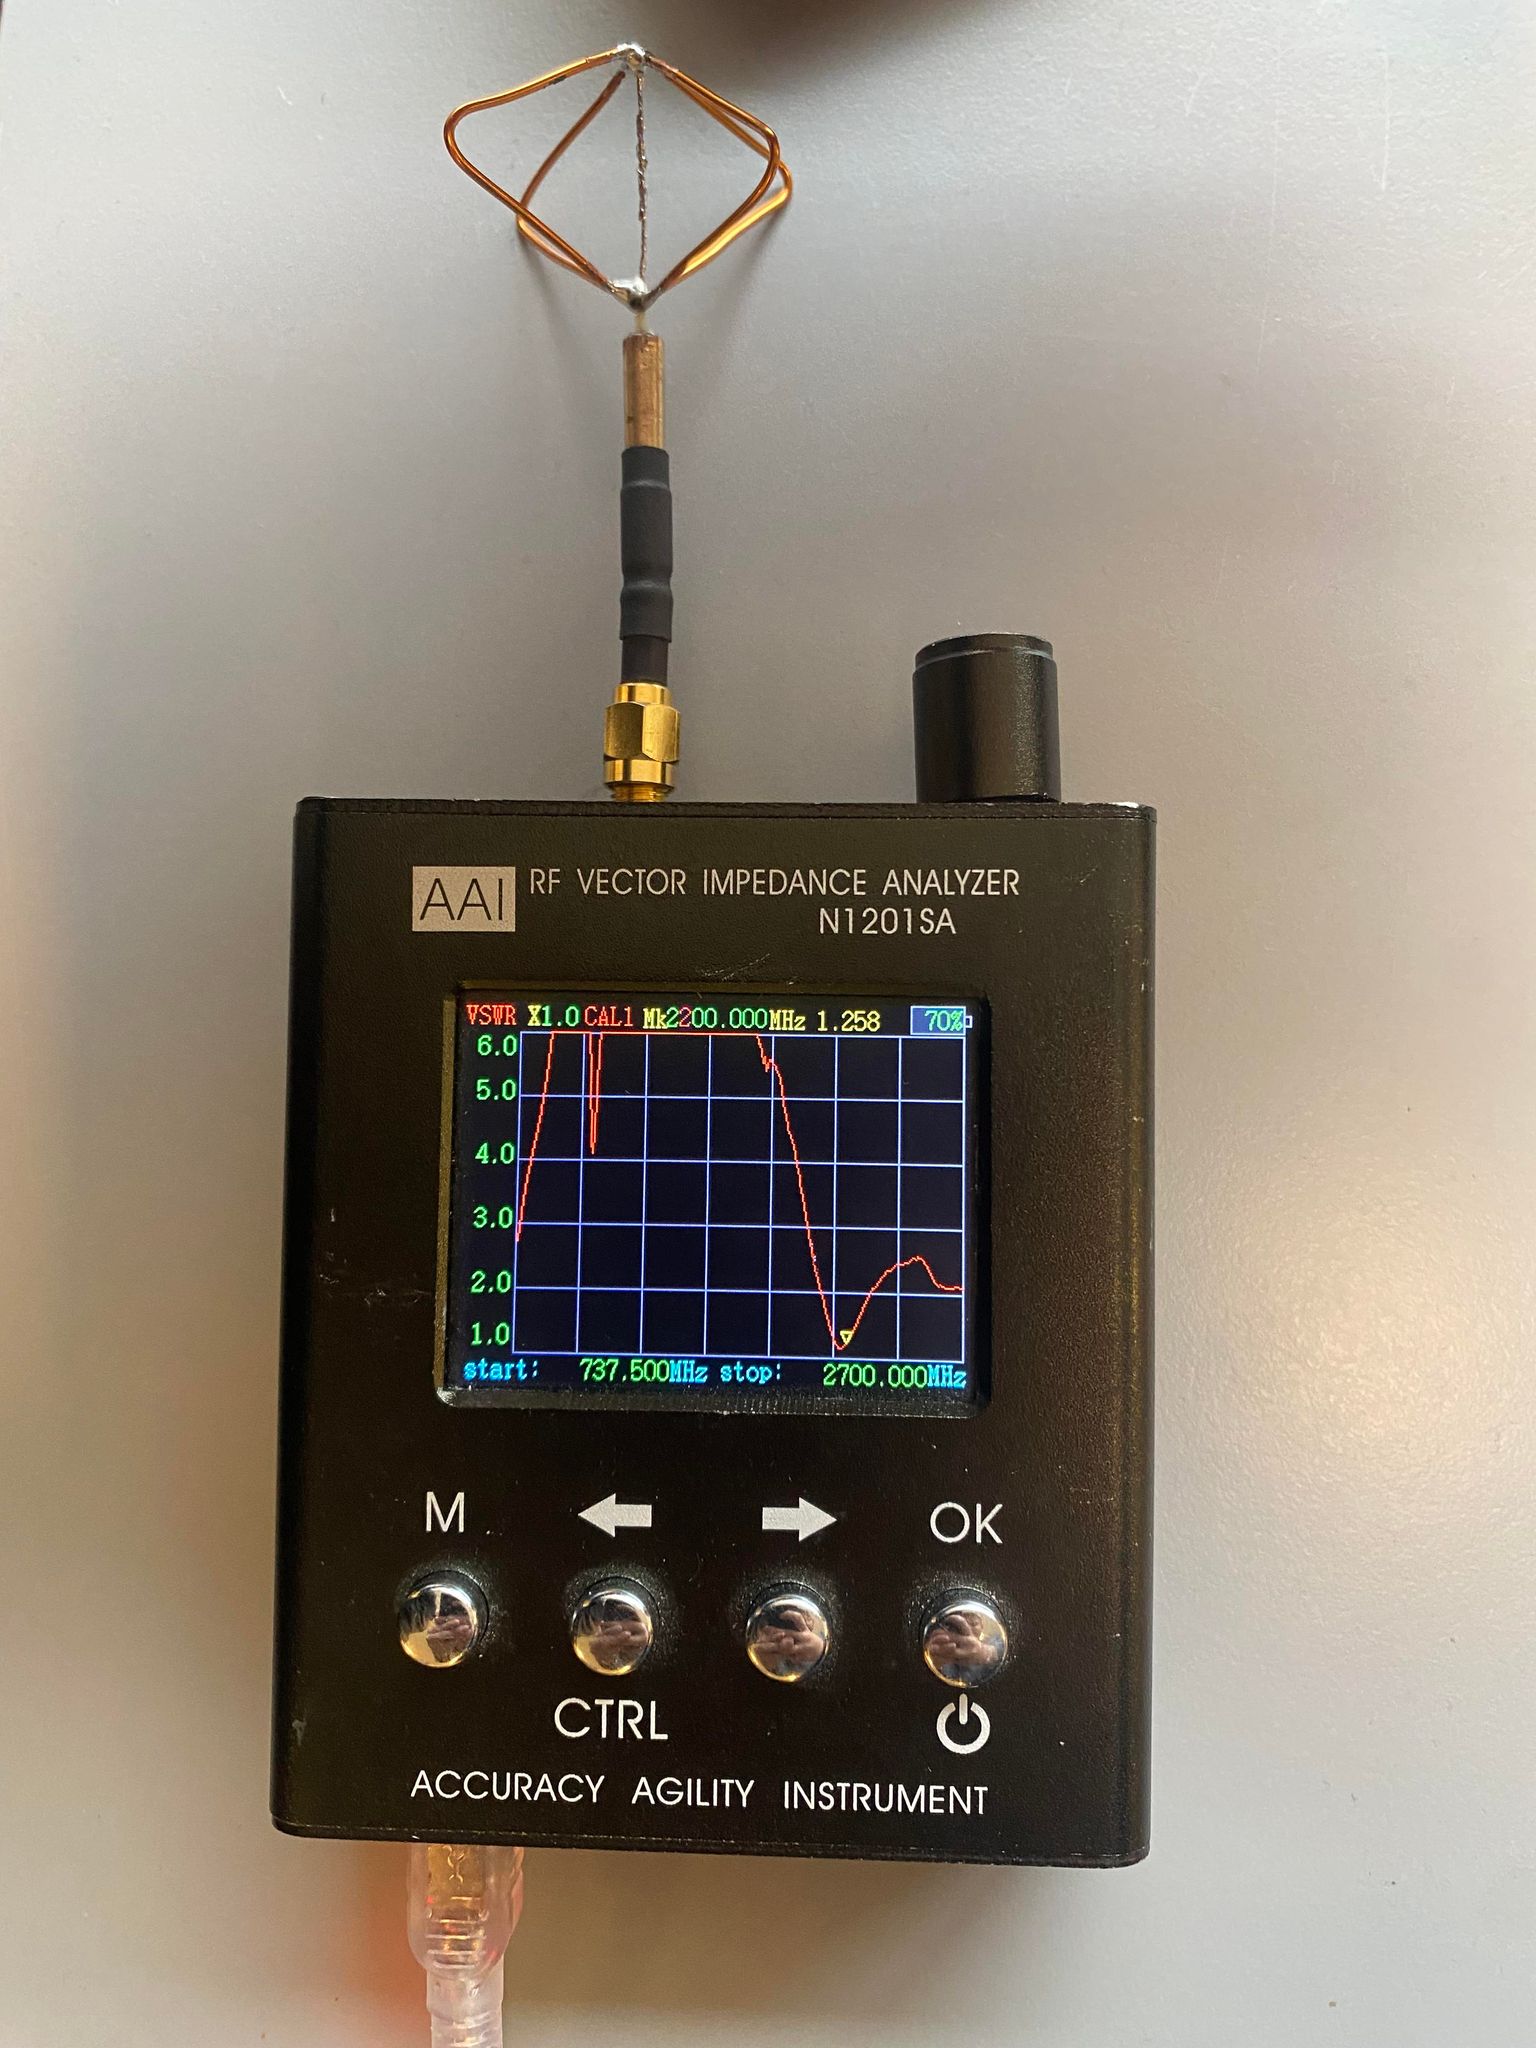 AAI RF VECTOR IMPEDANCE ANALYZER
N1201SA
VSWR X1.0 CAL1 Mk2200.000MHz 1.258 70%
6.0
5.0
4.0
3.0
2.0
1.0
start: 737.500MHz stop: 2700.000MHz
M OK
CTRL
ACCURACY AGILITY INSTRUMENT